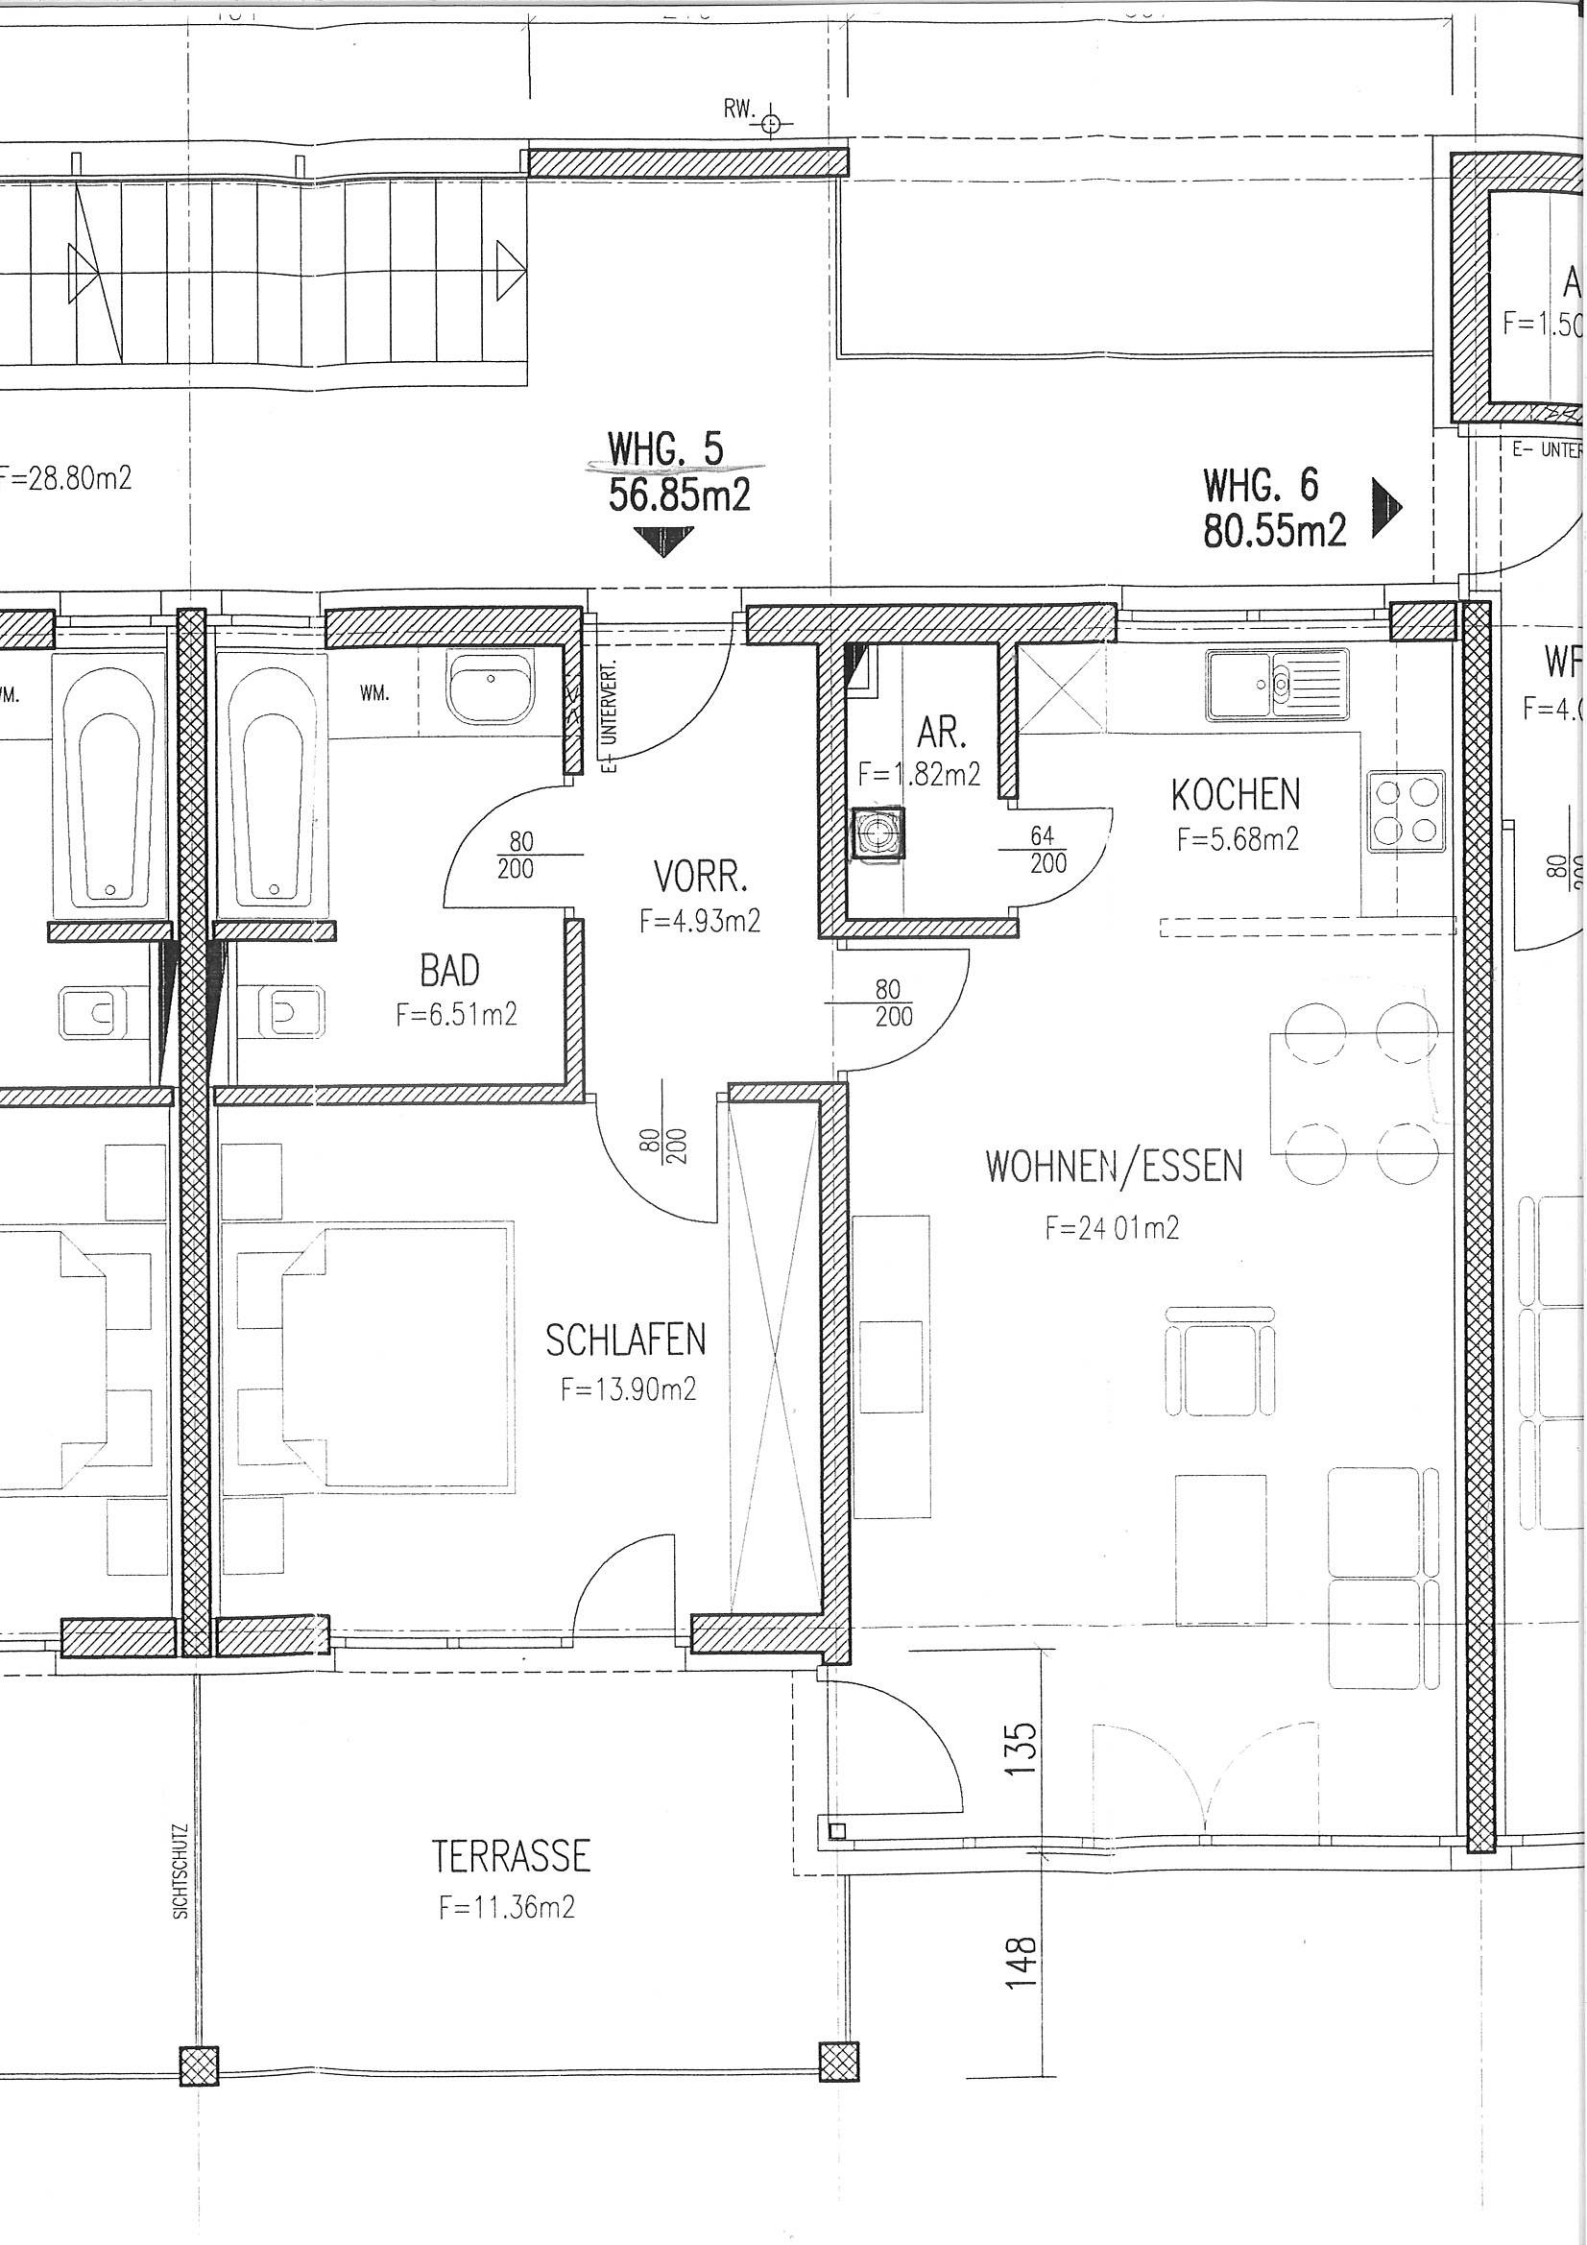 RW.
F=28.80m2
WHG. 5
56.85m2
WHG. 6
80.55m2
F=1.50
E- UNTER
WM.
E- UNTERVERT.
AR.
F=1.82m2
KOCHEN
F=5.68m2
80
200
VORR.
F=4.93m2
64
200
BAD
F=6.51m2
80
200
80
200
80
200
WOHNEN/ESSEN
F=24 01m2
SCHLAFEN
F=13.90m2
135
TERRASSE
F=11.36m2
SICHTSCHUTZ
148